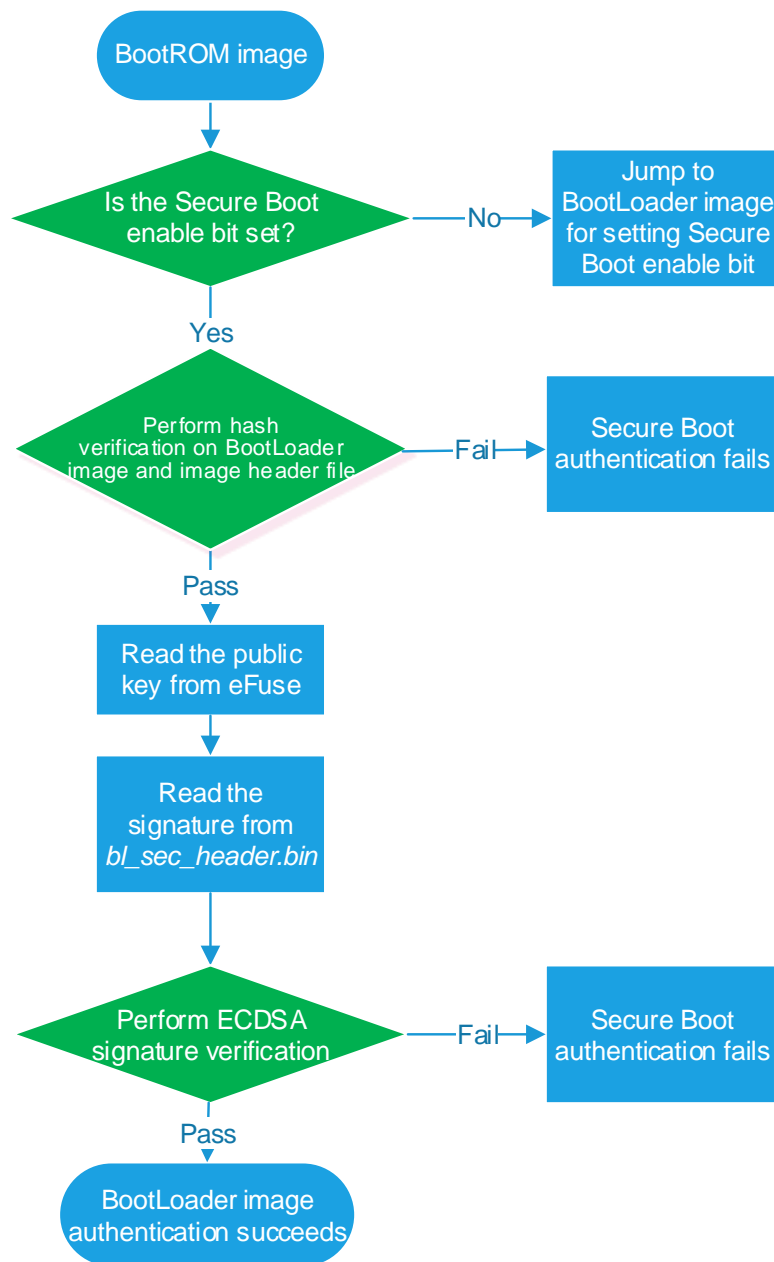 BootROM image
Is the Secure Boot
enable bit set?
No
Jump to
BootLoader image
for setting Secure
Boot enable bit
Yes
Perform hash
verification on BootLoader
image and image header file
Fail
Secure Boot
authentication fails
Pass
Read the public
key from eFuse
Read the
signature from
bl_sec_header.bin
Perform ECDSA
signature verification
Fail
Secure Boot
authentication fails
Pass
BootLoader image
authentication succeeds